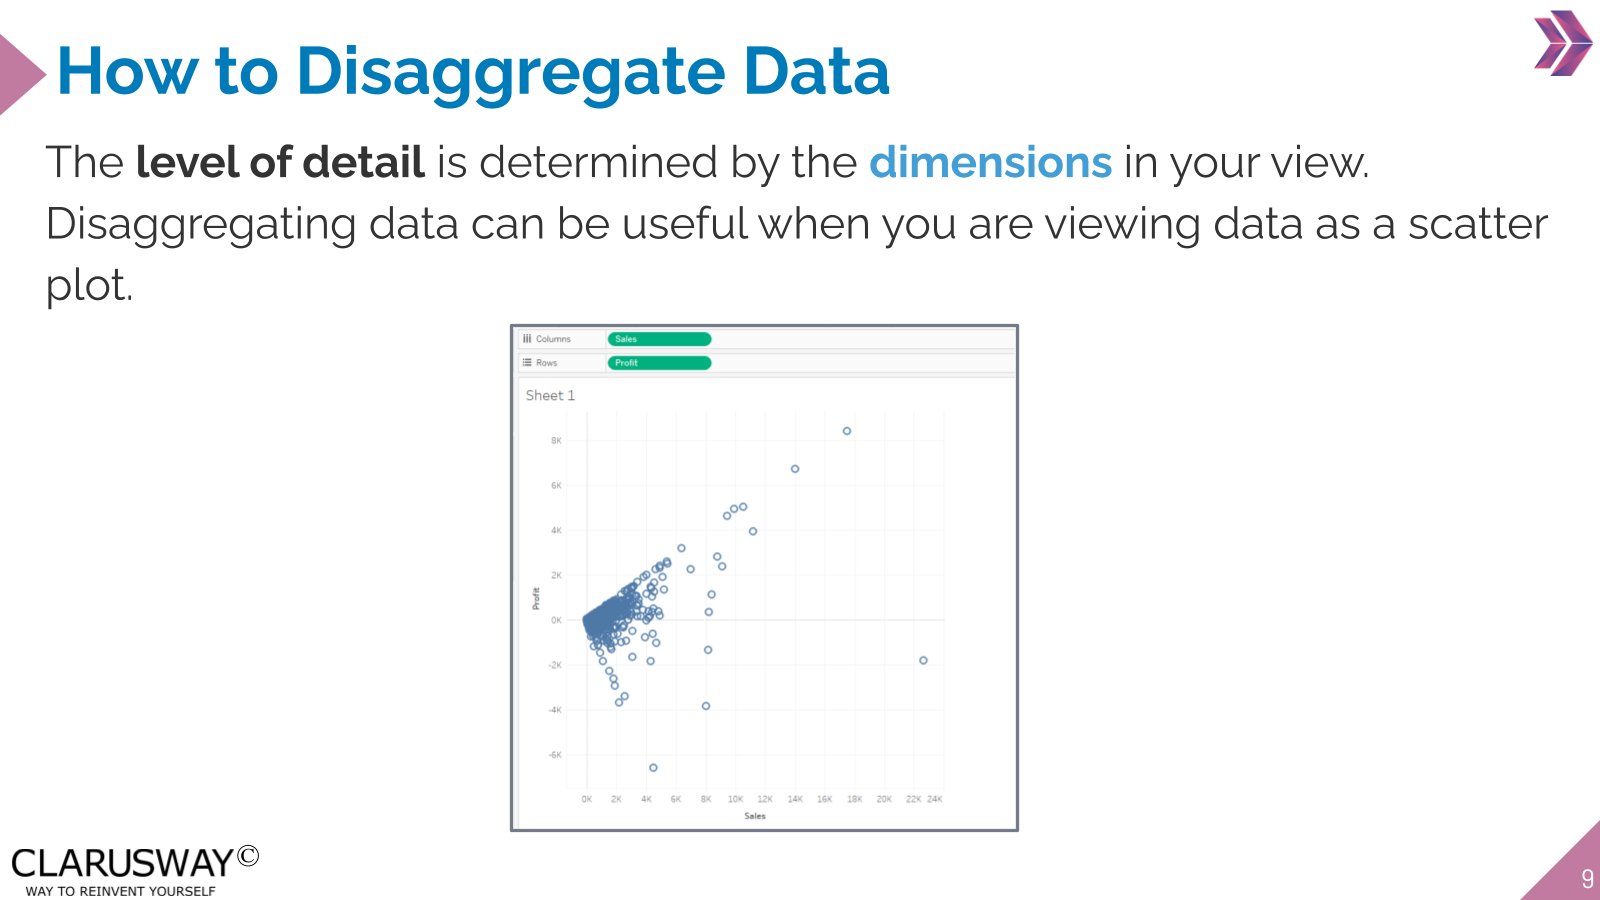 How to Disaggregate Data
The level of detail is determined by the dimensions in your view.
Disaggregating data can be useful when you are viewing data as a scatter
plot.
Columns Sales
Rows Profit
Sheet 1
8K
6K
4K
2K
0K
-2K
-4K
-6K
Profit
0K 2K 4K 6K 8K 10K 12K 14K 16K 18K 20K 22K 24K
Sales
CLARUSWAY©
WAY TO REINVENT YOURSELF
9